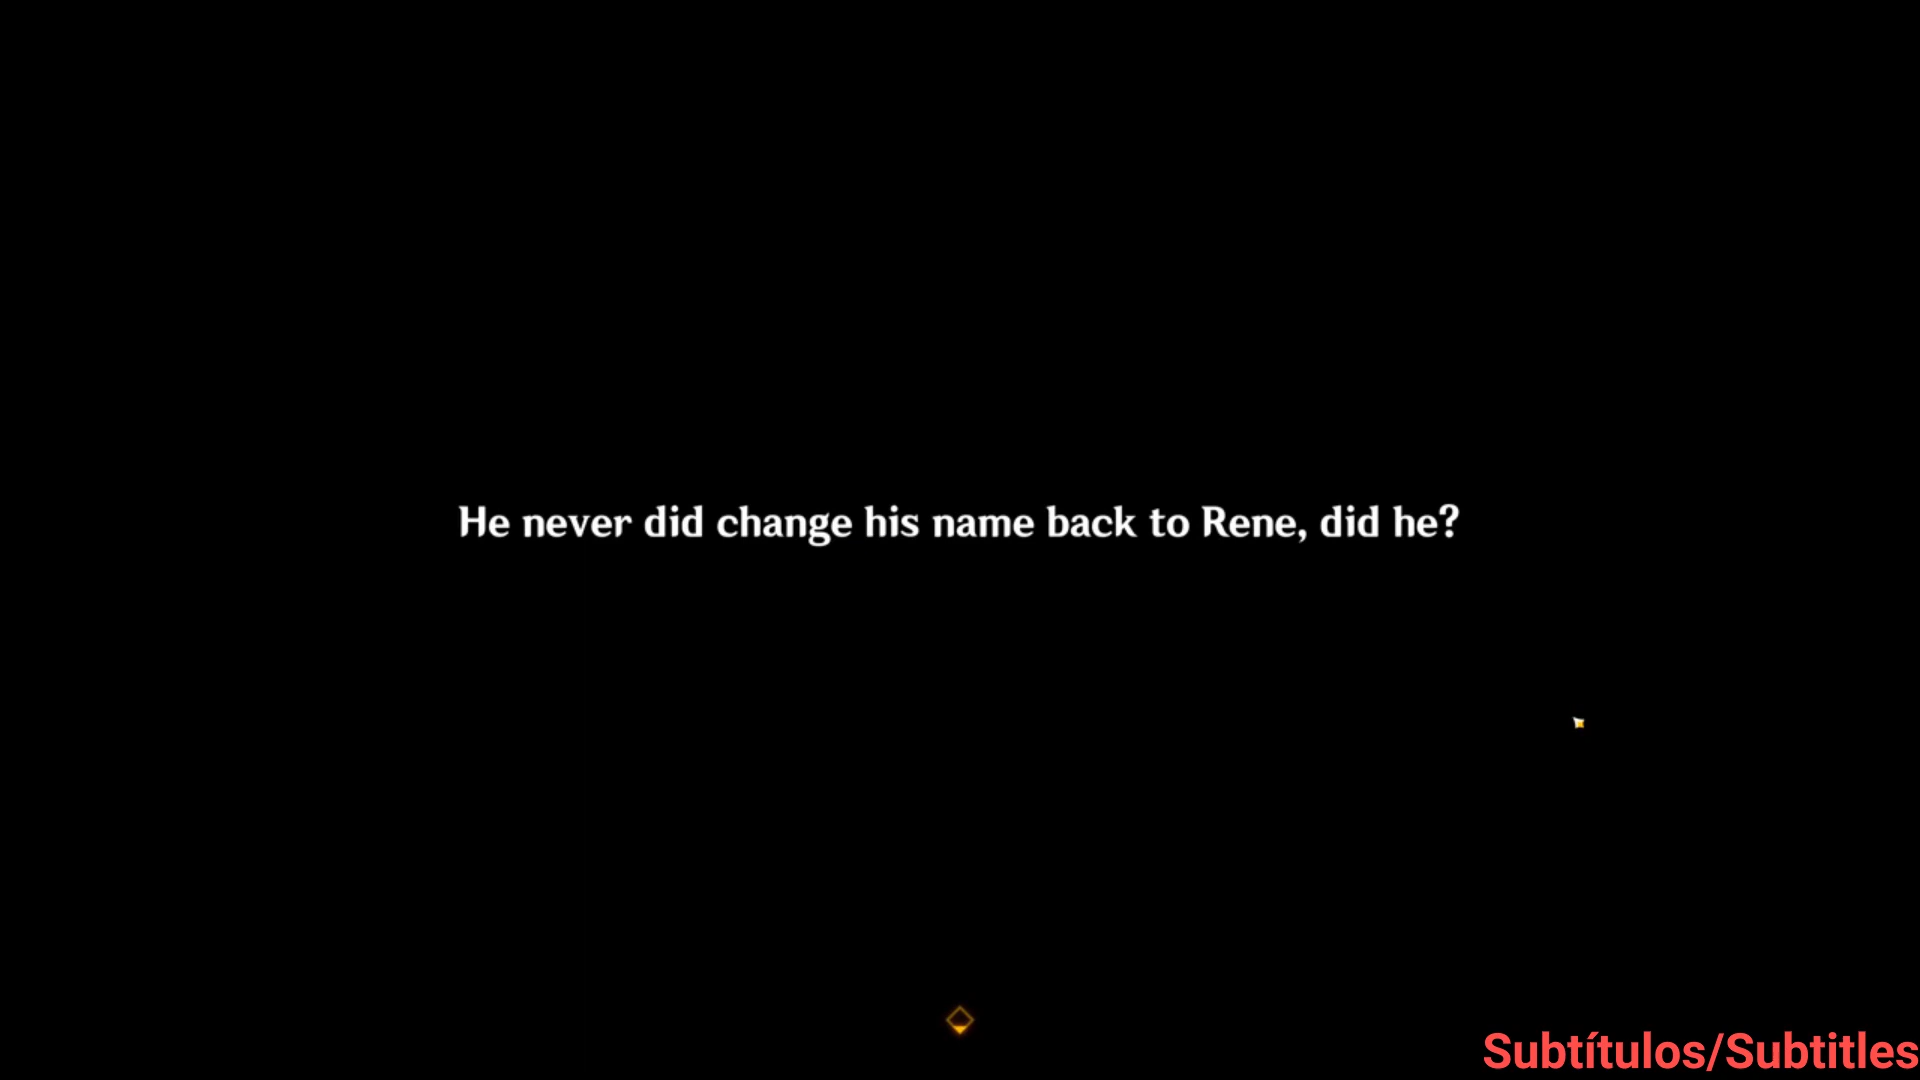 He never did change his name back to Rene, did he?
Subtítulos/Subtitles